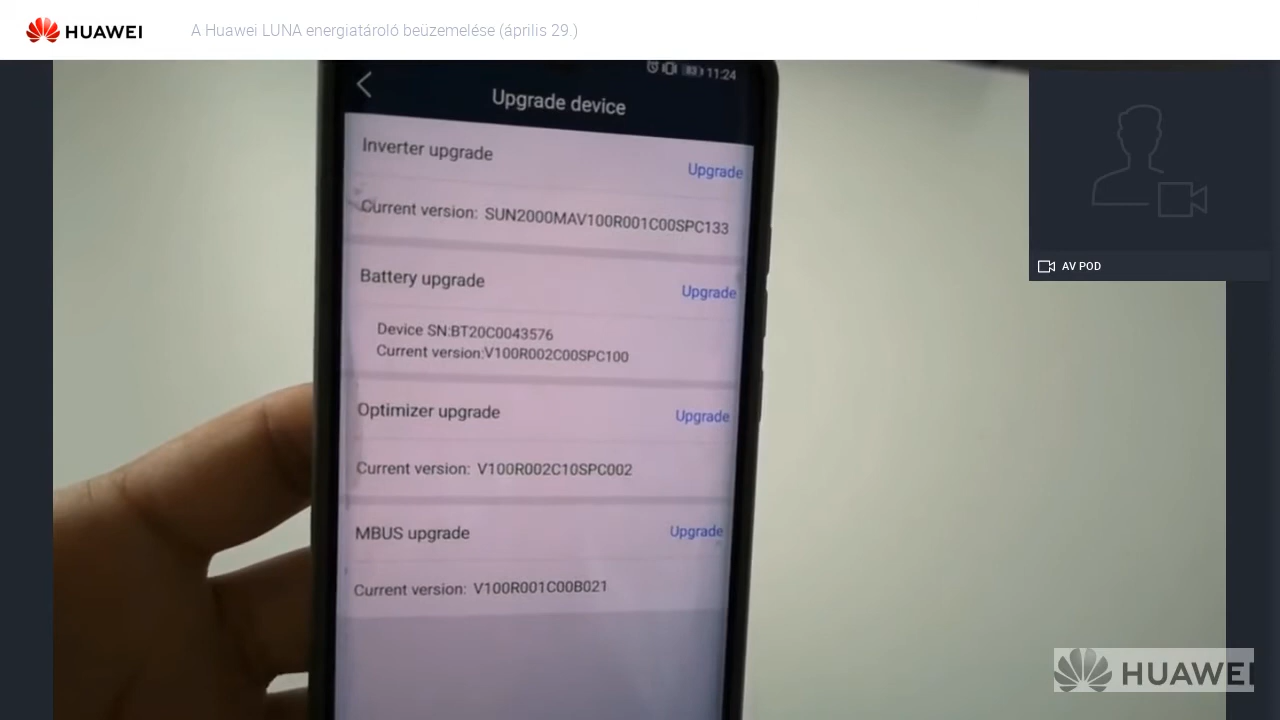 HUAWEI
A Huawei LUNA energiatároló beüzemelése (április 29.)
11:24
Upgrade device
Inverter upgrade
Upgrade
Current version: SUN2000MAV100R001C00SPC133
Battery upgrade
Upgrade
Device SN:BT20C0043576
Current version:V100R002C00SPC100
Optimizer upgrade
Upgrade
Current version: V100R002C10SPC002
MBUS upgrade
Upgrade
Current version: V100R001C00B021
AV POD
HUAWEI